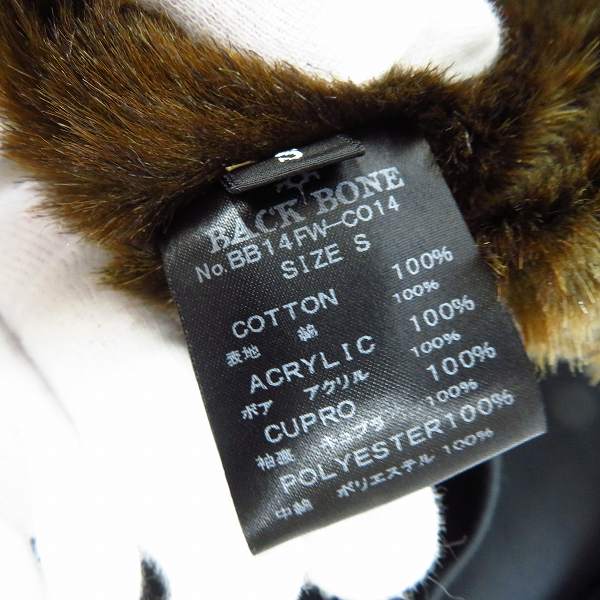 S
BACK BONE
No.BB14FW-C014
SIZE S
COTTON 100%
表地 綿 100%
ACRYLIC 100%
ボア アクリル 100%
CUPRO 100%
袖裏 キュプラ 100%
POLYESTER100%
中綿 ポリエステル 100%